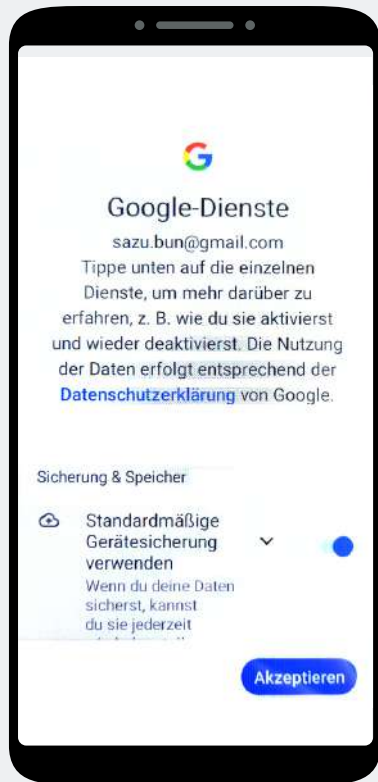 Google-Dienste
sazu.bun@gmail.com
Tippe unten auf die einzelnen
Dienste, um mehr darüber zu
erfahren, z. B. wie du sie aktivierst
und wieder deaktivierst. Die Nutzung
der Daten erfolgt entsprechend der
Datenschutzerklärung von Google.
Sicherung & Speicher
Standardmäßige
Gerätesicherung
verwenden
Wenn du deine Daten
sicherst, kannst
du sie jederzeit
Akzeptieren